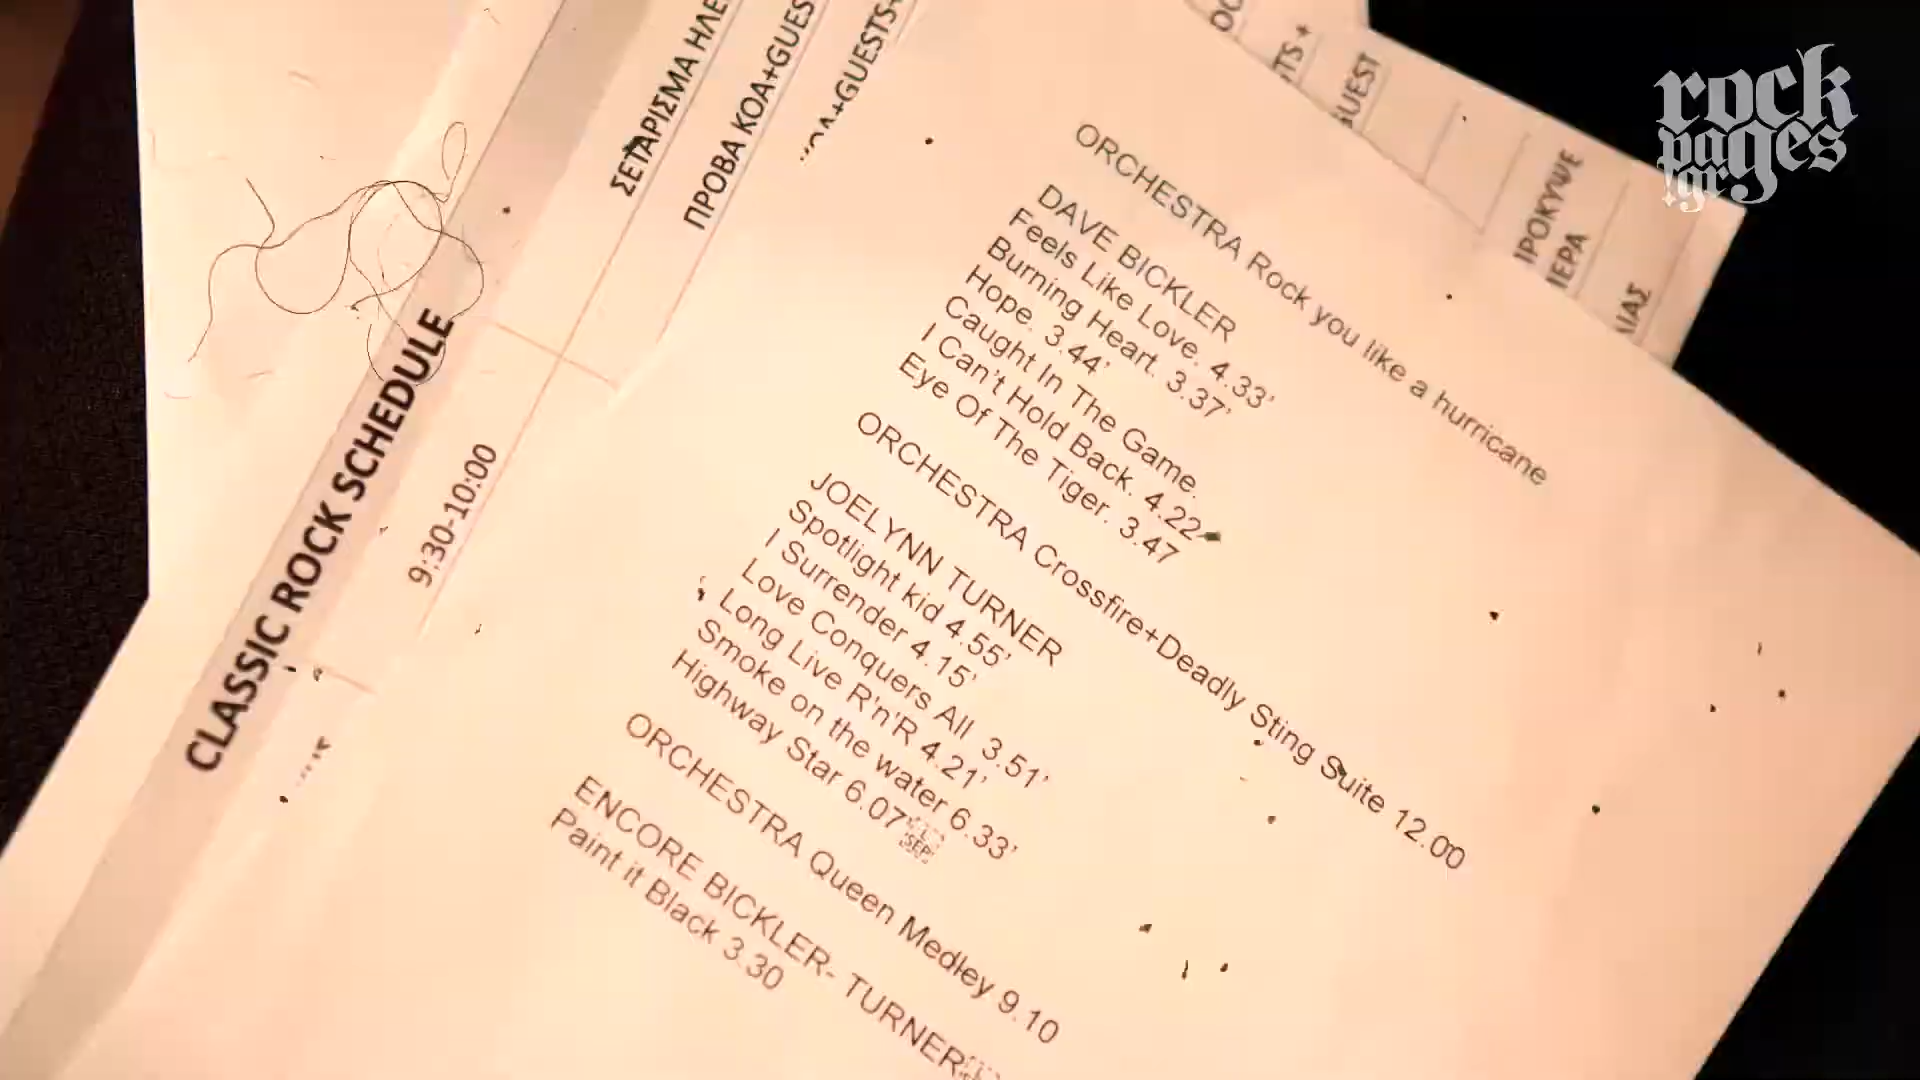 rock
pages
.gr
CLASSIC ROCK SCHEDULE
9:30-10:00
ΣΕΤΑΡΙΣΜΑ ΗΛΕ
ΠΡΟΒΑ ΚΟΑ+GUES
+GUESTS+
TS +
GUEST
ΙΡΟΚΥΨΕ
ΙΕΡΑ
ΙΑΣ
ORCHESTRA Rock you like a hurricane
DAVE BICKLER
Feels Like Love. 4.33'
Burning Heart. 3.37'
Hope. 3.44'
Caught In The Game.
I Can't Hold Back. 4.22
Eye Of The Tiger. 3.47
ORCHESTRA Crossfire+Deadly Sting Suite 12.00
JOELYNN TURNER
Spotlight kid 4.55'
I Surrender 4.15'
Love Conquers All 3.51'
Long Live R'n'R 4.21'
Smoke on the water 6.33'
Highway Star 6.07'
SEP
ORCHESTRA Queen Medley 9.10
ENCORE BICKLER- TURNER
Paint it Black 3.30